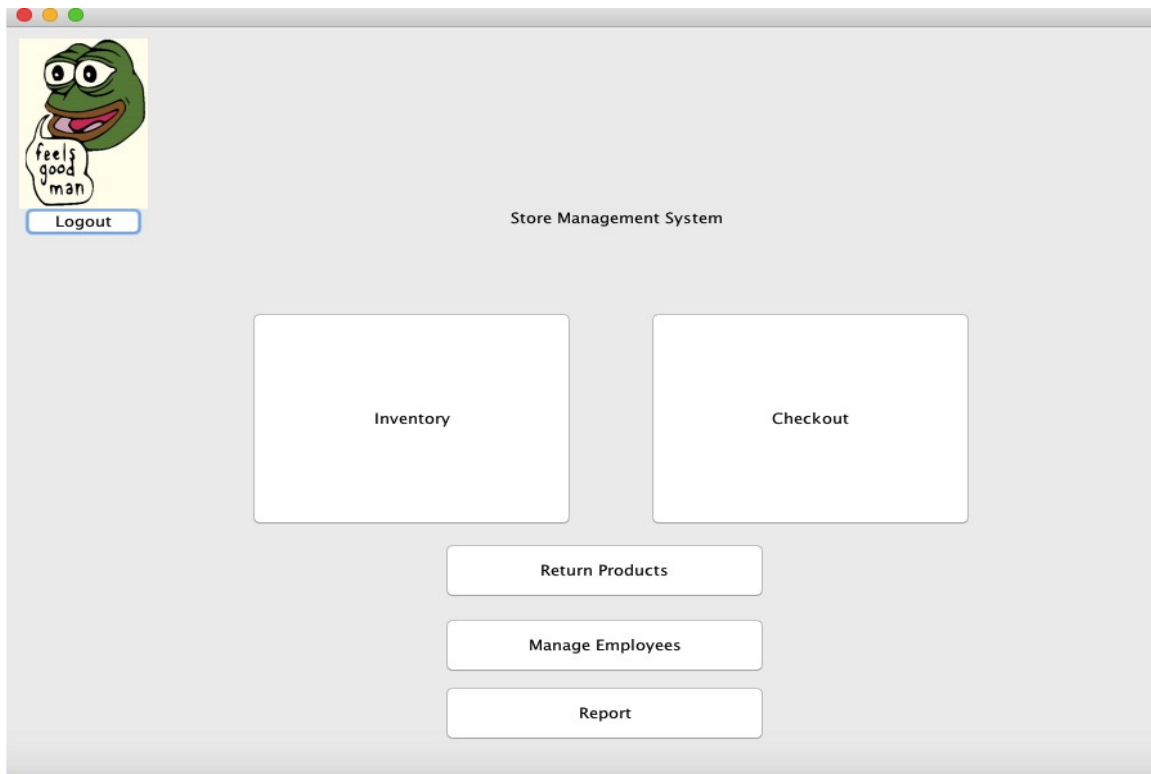 feels
good
man
Logout
Store Management System
Inventory
Checkout
Return Products
Manage Employees
Report